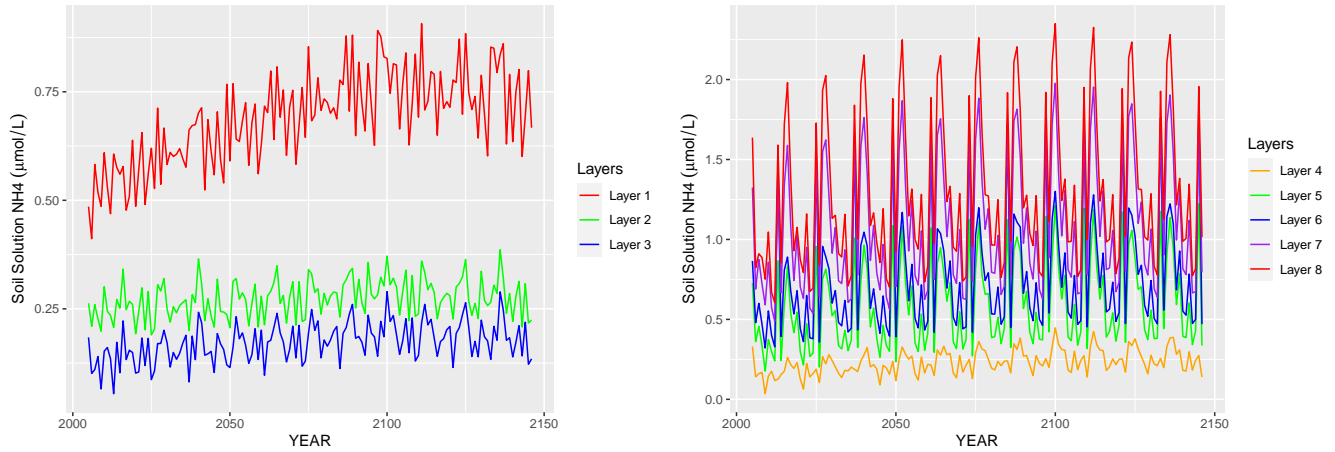 Soil Solution NH4 (μmol/L)
0.75
0.50
0.25
2000
2050
2100
2150
YEAR
Layers
Layer 1
Layer 2
Layer 3
Soil Solution NH4 (μmol/L)
2.0
1.5
1.0
0.5
0.0
2000
2050
2100
2150
YEAR
Layers
Layer 4
Layer 5
Layer 6
Layer 7
Layer 8